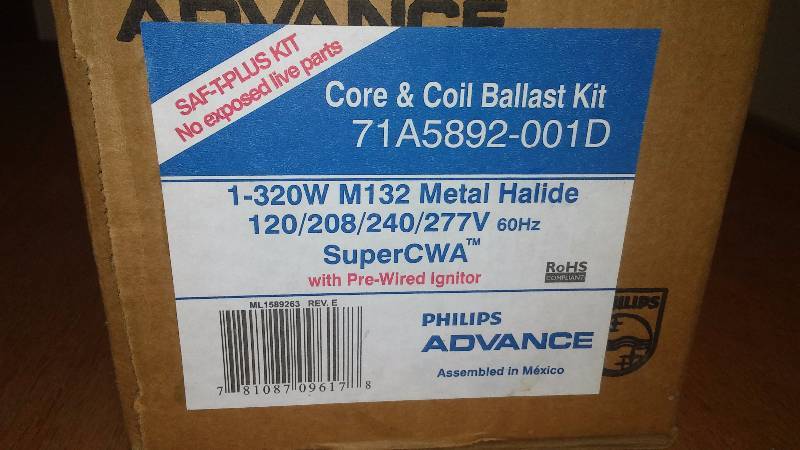 ADVANCE
SAF-T-PLUS KIT
No exposed live parts
Core & Coil Ballast Kit
71A5892-001D
1-320W M132 Metal Halide
120/208/240/277V 60Hz
SuperCWA™
with Pre-Wired Ignitor
RoHS
COMPLIANT
ML1589263 REV. E
7 81087 09617 8
PHILIPS
ADVANCE
Assembled in México
PHILIPS